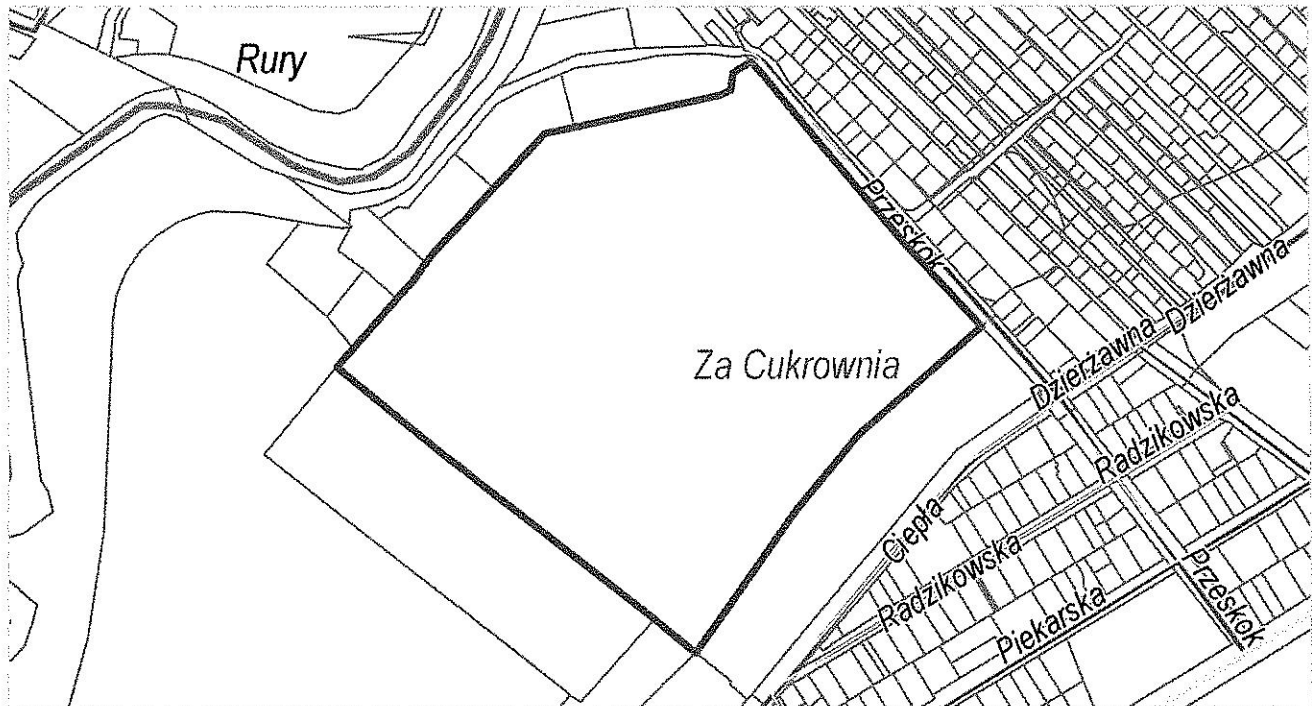 Rury
Przeskok
Za Cukrownia
Dzierżawna
Dzierżawna
Radzikowska
Ciepła
Radzikowska
Piekarska
Przeskok